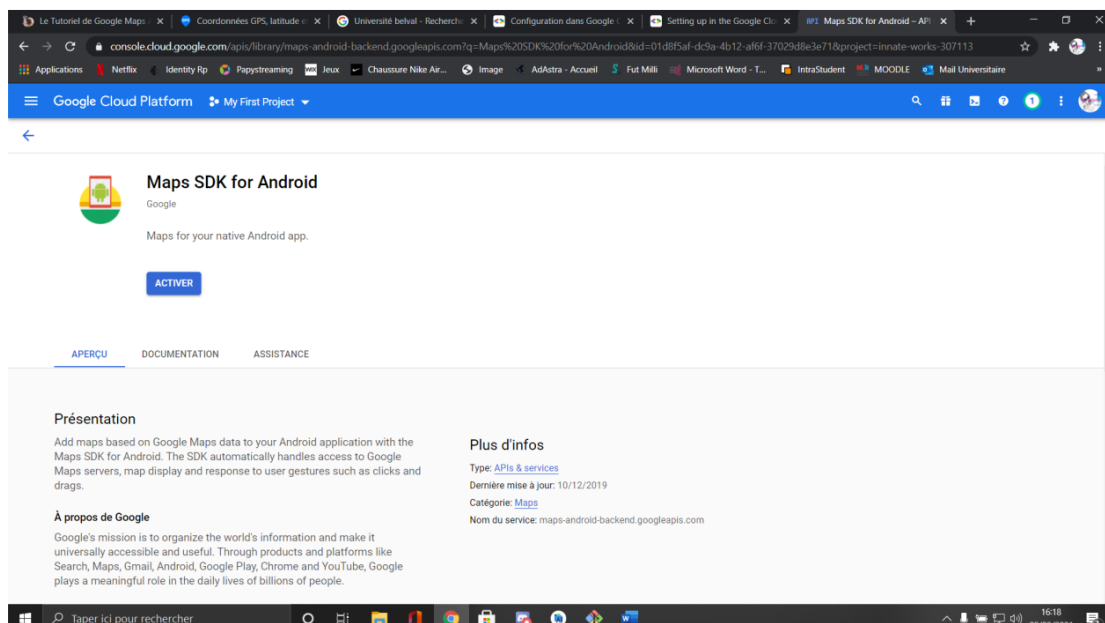 Le Tutoriel de Google Maps
Coordonnées GPS, latitude e
Université belval - Recherche
Configuration dans Google C
Setting up in the Google Clo
API Maps SDK for Android – API
console.cloud.google.com/apis/library/maps-android-backend.googleapis.com?q=Maps%20SDK%20for%20Android&id=01d8f5af-dc9a-4b12-af6f-37029d8e3e71&project=innate-works-307113
Applications Netflix Identity Rp Papystreaming WIX Jeux Chaussure Nike Air... Image AdAstra - Accueil Fut Milli Microsoft Word - T... IntraStudent MOODLE Mail Universitaire »
Google Cloud Platform My First Project 1
Maps SDK for Android
Google
Maps for your native Android app.
ACTIVER
APERÇU DOCUMENTATION ASSISTANCE
Présentation
Add maps based on Google Maps data to your Android application with the
Maps SDK for Android. The SDK automatically handles access to Google
Maps servers, map display and response to user gestures such as clicks and
drags.
À propos de Google
Google's mission is to organize the world's information and make it
universally accessible and useful. Through products and platforms like
Search, Maps, Gmail, Android, Google Play, Chrome and YouTube, Google
plays a meaningful role in the daily lives of billions of people.
Plus d'infos
Type: APIs & services
Dernière mise à jour: 10/12/2019
Catégorie: Maps
Nom du service: maps-android-backend.googleapis.com
Taper ici pour rechercher
16:18